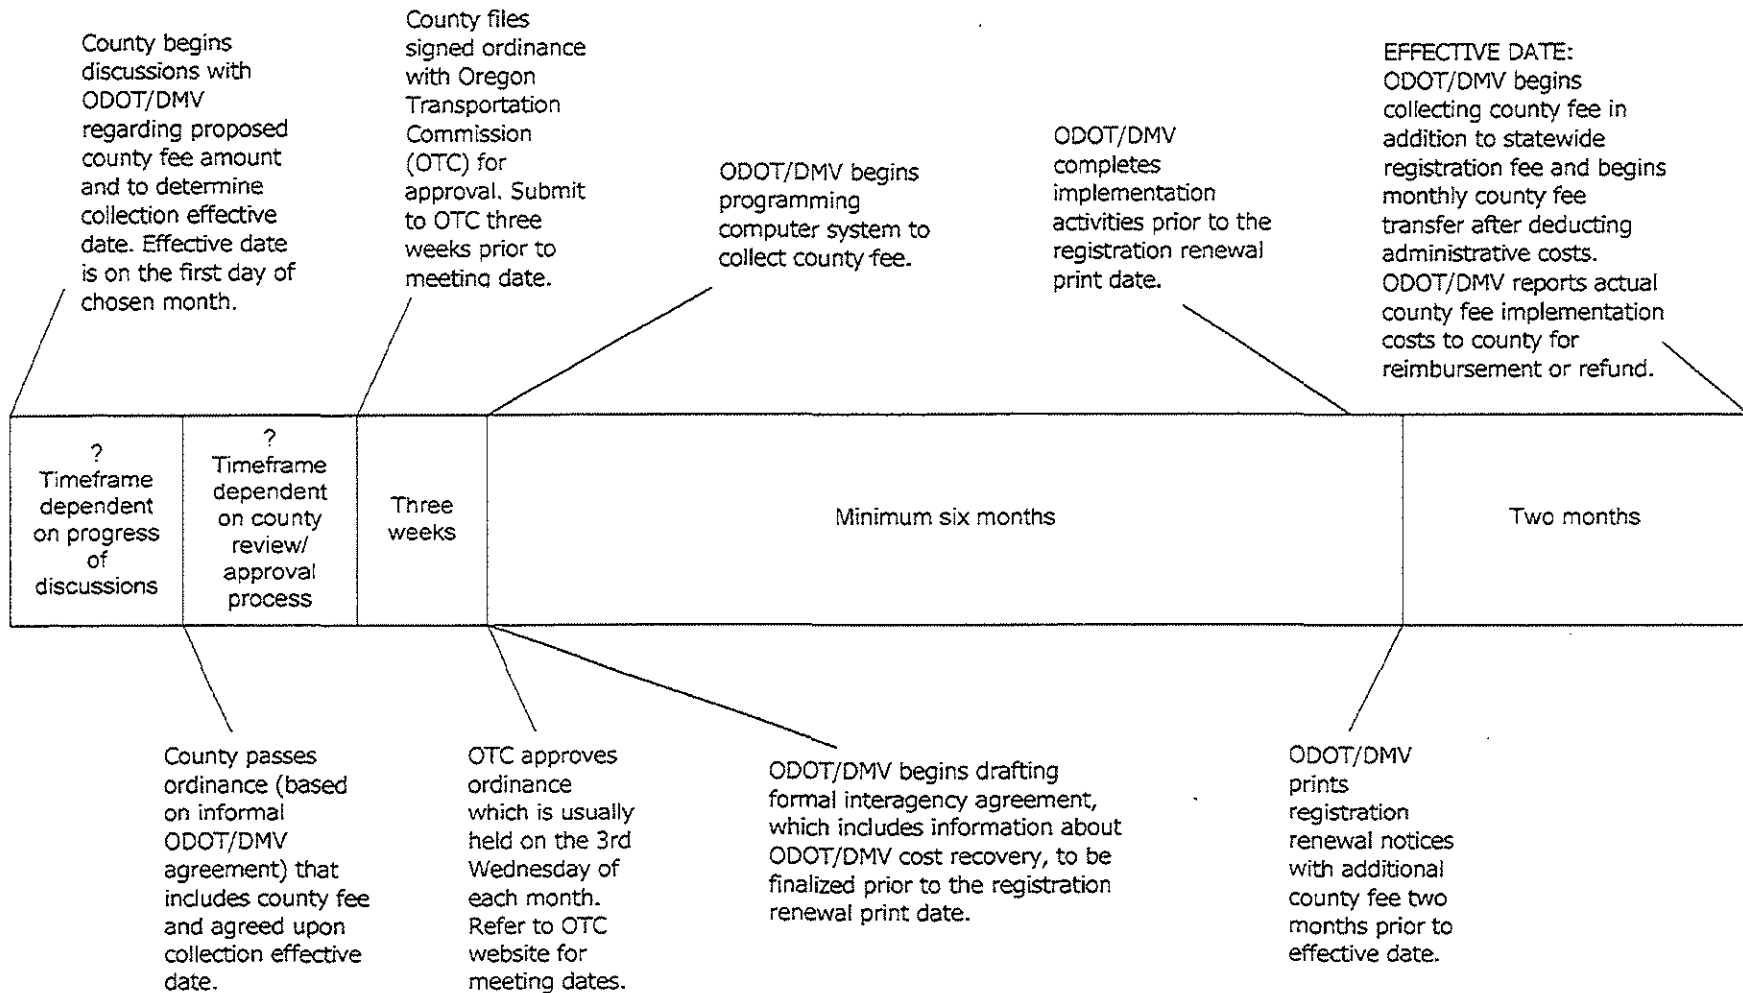 County begins
discussions with
ODOT/DMV
regarding proposed
county fee amount
and to determine
collection effective
date. Effective date
is on the first day of
chosen month.
County files
signed ordinance
with Oregon
Transportation
Commission
(OTC) for
approval. Submit
to OTC three
weeks prior to
meeting date.
ODOT/DMV begins
programming
computer system to
collect county fee.
ODOT/DMV
completes
implementation
activities prior to the
registration renewal
print date.
EFFECTIVE DATE:
ODOT/DMV begins
collecting county fee in
addition to statewide
registration fee and begins
monthly county fee
transfer after deducting
administrative costs.
ODOT/DMV reports actual
county fee implementation
costs to county for
reimbursement or refund.
?
Timeframe
dependent
on progress
of
discussions
?
Timeframe
dependent
on county
review/
approval
process
Three
weeks
Minimum six months
Two months
County passes
ordinance (based
on informal
ODOT/DMV
agreement) that
includes county fee
and agreed upon
collection effective
date.
OTC approves
ordinance
which is usually
held on the 3rd
Wednesday of
each month.
Refer to OTC
website for
meeting dates.
ODOT/DMV begins drafting
formal interagency agreement,
which includes information about
ODOT/DMV cost recovery, to be
finalized prior to the registration
renewal print date.
ODOT/DMV
prints
registration
renewal notices
with additional
county fee two
months prior to
effective date.